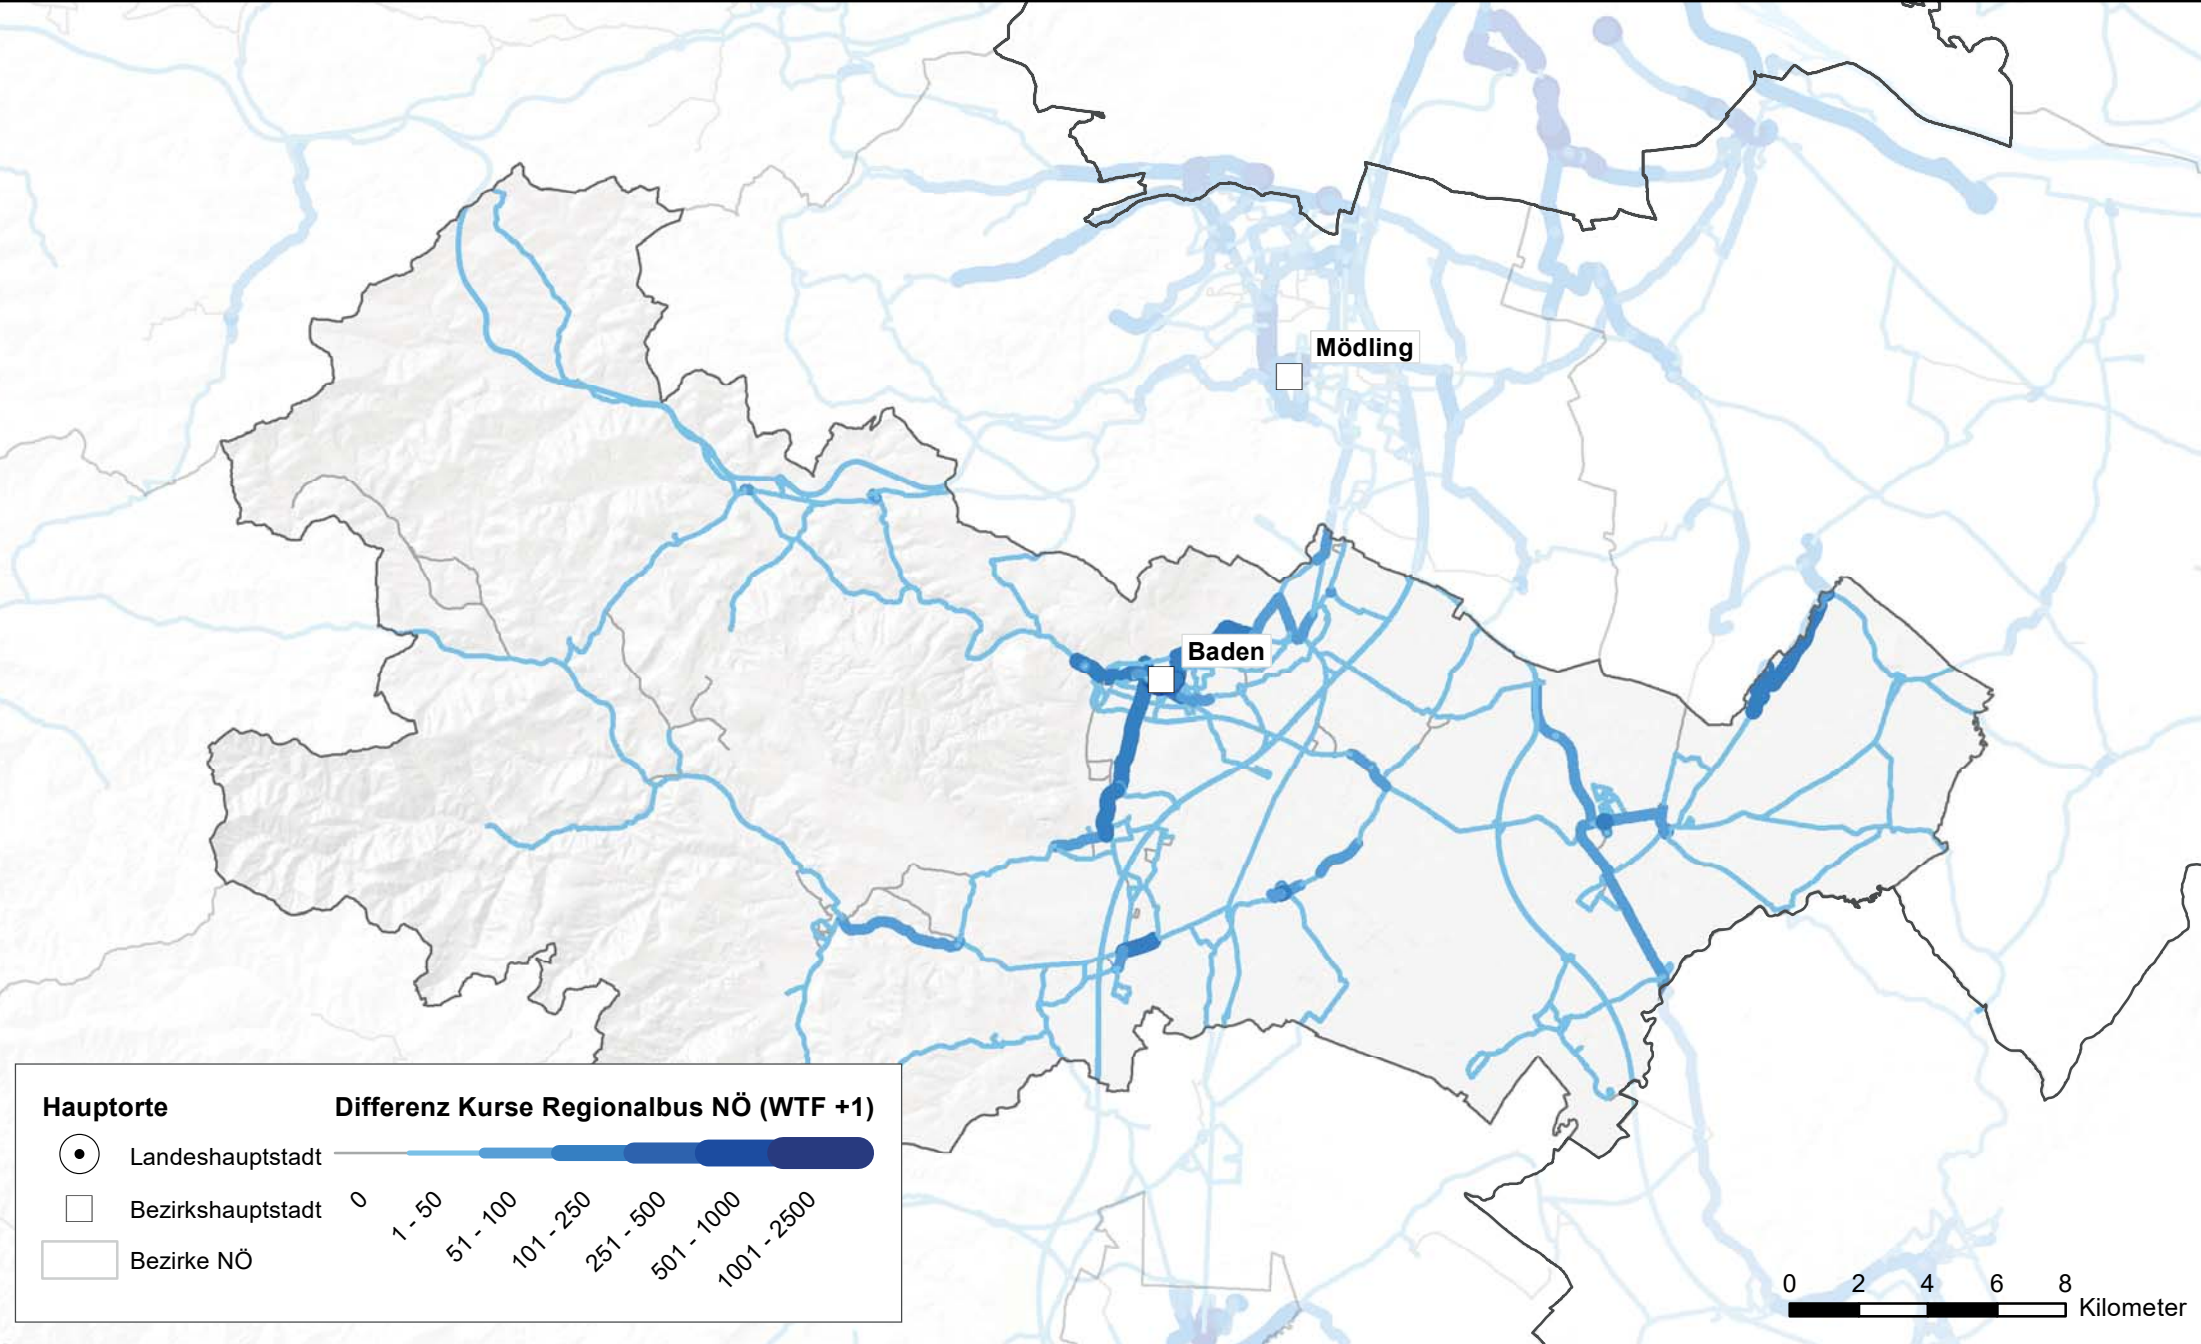 Mödling
Baden
Hauptorte
Landeshauptstadt
Bezirkshauptstadt
Bezirke NÖ
Differenz Kurse Regionalbus NÖ (WTF +1)
0
1 - 50
51 - 100
101 - 250
251 - 500
501 - 1000
1001 - 2500
0 2 4 6 8
Kilometer